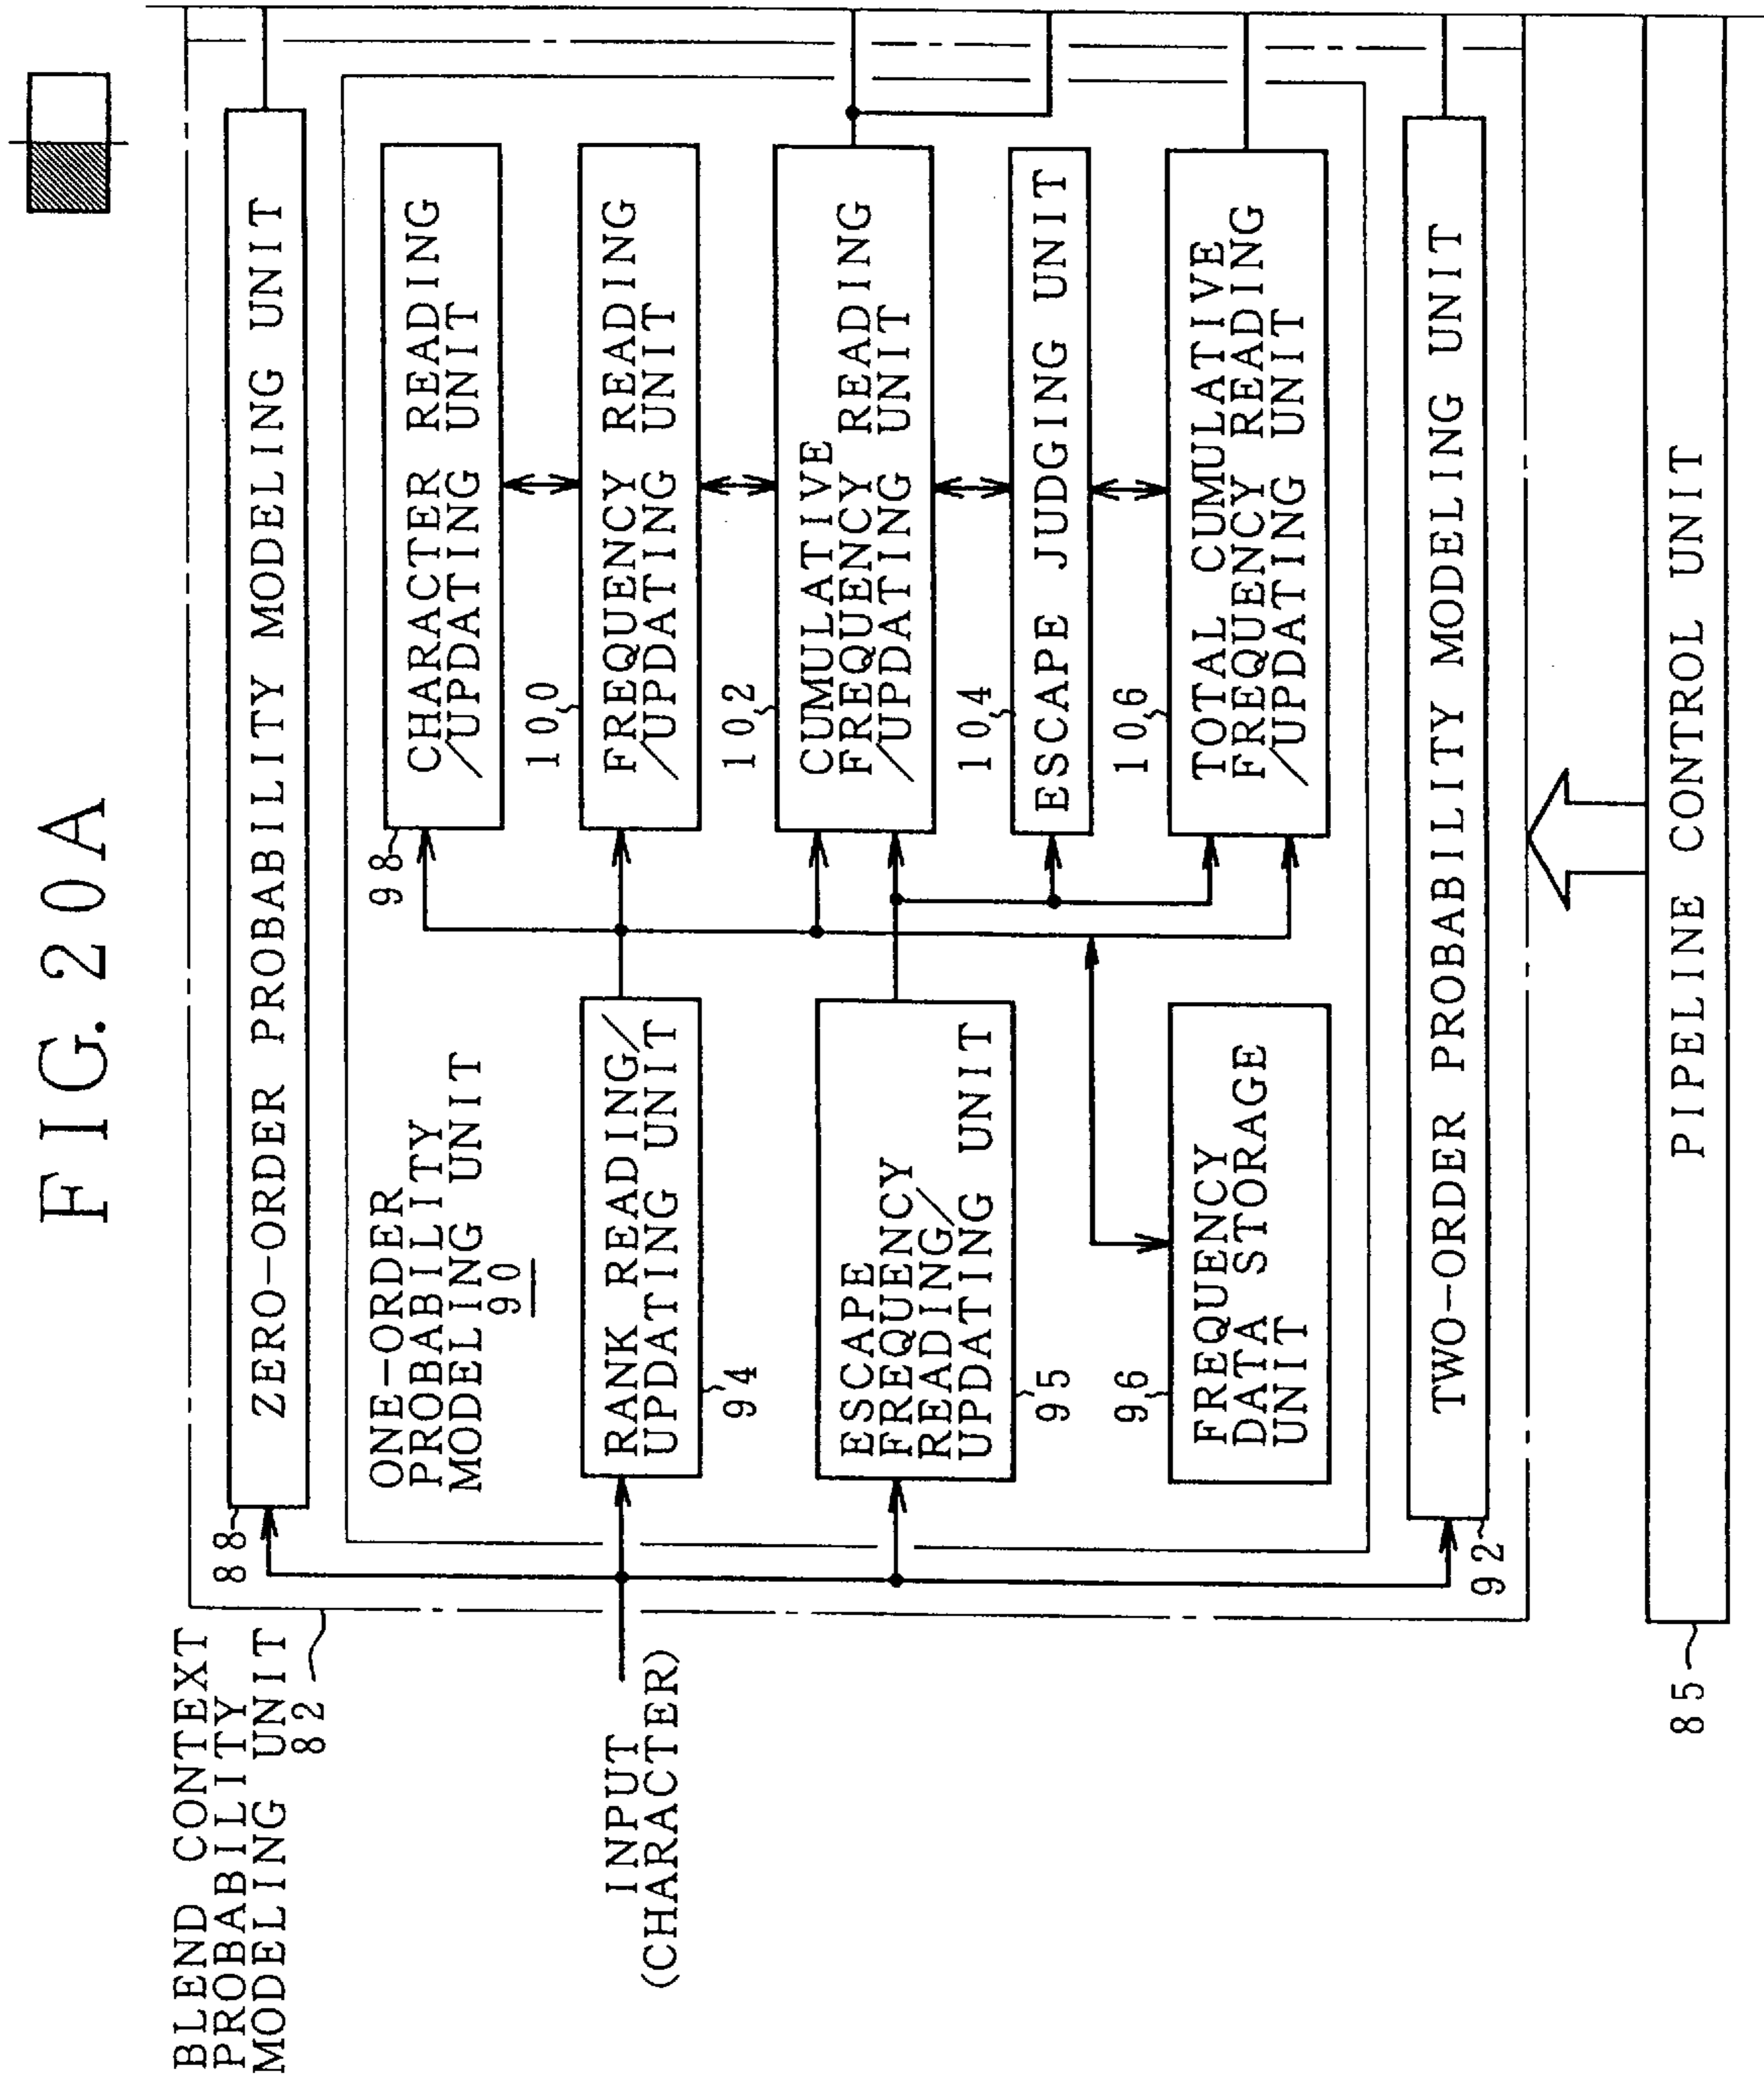 FIG. 20A
BLEND CONTEXT
PROBABILITY
MODELING UNIT
82
88
ZERO-ORDER PROBABILITY MODELING UNIT
ONE-ORDER
PROBABILITY
MODELING UNIT
90
INPUT
(CHARACTER)
RANK READING/
UPDATING UNIT
94
ESCAPE
FREQUENCY
READING/
UPDATING UNIT
95
96
FREQUENCY
DATA STORAGE
UNIT
98
CHARACTER READING
/UPDATING UNIT
100
FREQUENCY READING
/UPDATING UNIT
102
CUMULATIVE
FREQUENCY READING
/UPDATING UNIT
104
ESCAPE JUDGING UNIT
106
TOTAL CUMULATIVE
FREQUENCY READING
/UPDATING UNIT
TWO-ORDER PROBABILITY MODELING UNIT
92
PIPELINE CONTROL UNIT
85